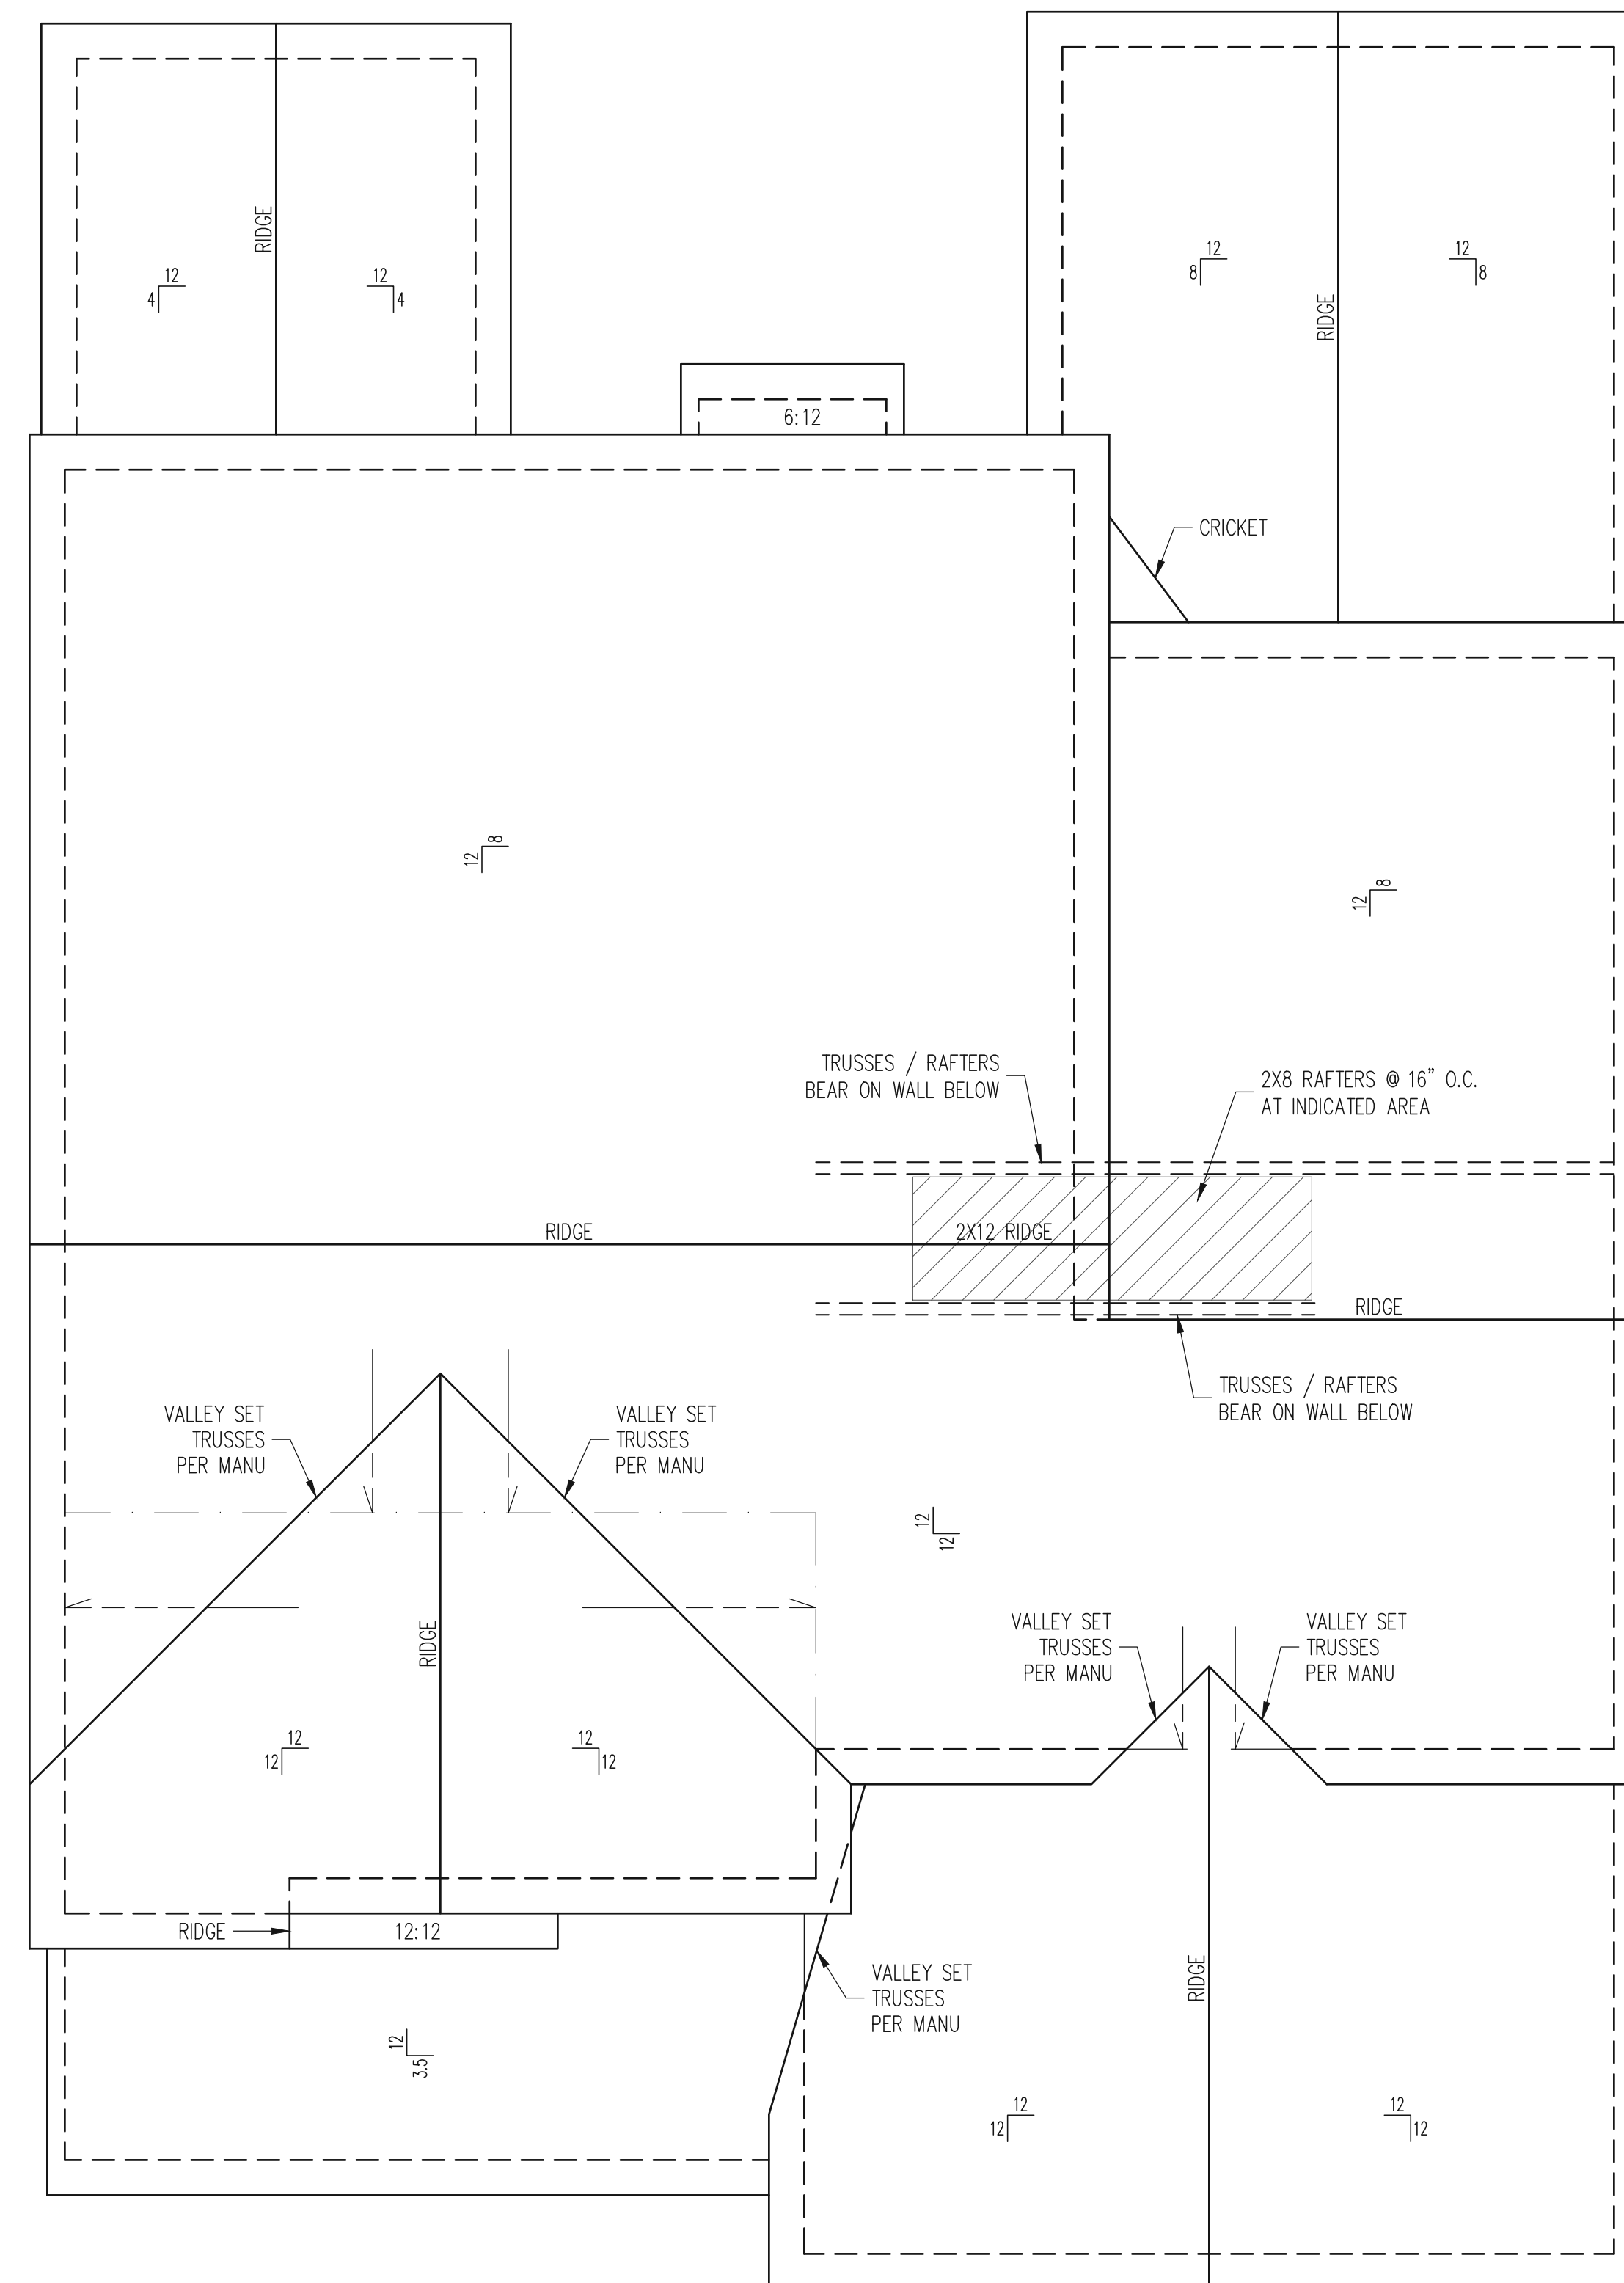 RIDGE
12
4
12
4
12
8
12
8
RIDGE
6:12
CRICKET
12
8
12
8
TRUSSES / RAFTERS
BEAR ON WALL BELOW
2X8 RAFTERS @ 16” O.C.
AT INDICATED AREA
RIDGE
2X12 RIDGE
RIDGE
TRUSSES / RAFTERS
BEAR ON WALL BELOW
VALLEY SET
TRUSSES
PER MANU
VALLEY SET
TRUSSES
PER MANU
12
12
RIDGE
VALLEY SET
TRUSSES
PER MANU
VALLEY SET
TRUSSES
PER MANU
12
12
12
12
RIDGE
12:12
VALLEY SET
TRUSSES
PER MANU
RIDGE
12
3.5
12
12
12
12